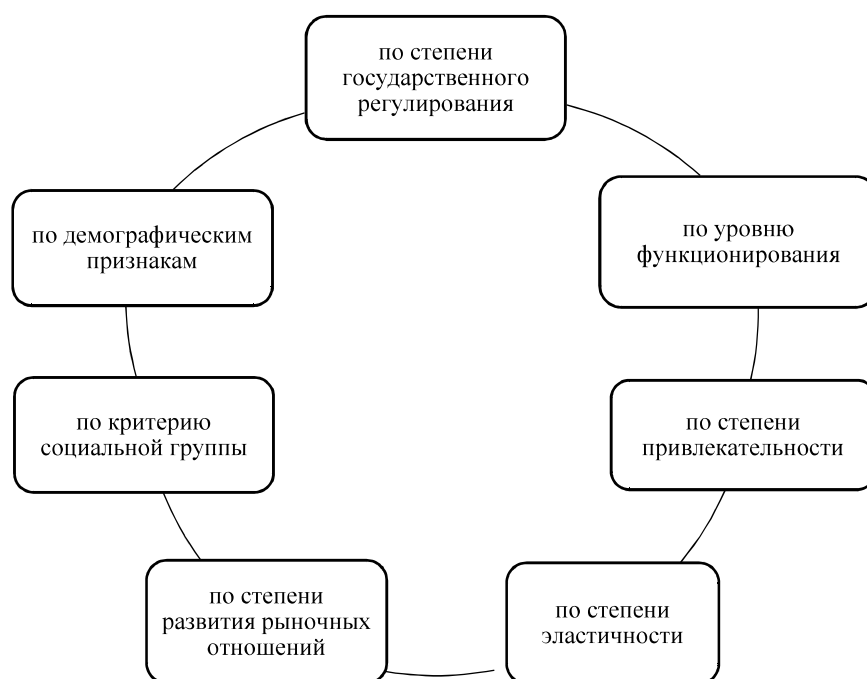 по степени
государственного
регулирования
по уровню
функционирования
по степени
привлекательности
по степени
эластичности
по степени
развития рыночных
отношений
по критерию
социальной группы
по демографическим
признакам